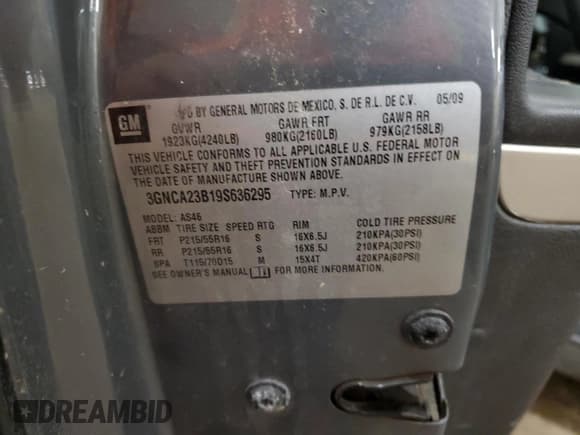 GM
BY GENERAL MOTORS DE MEXICO, S. DE R.L. DE C.V. 05/09
GVWR GAWR FRT GAWR RR
1923KG(4240LB) 980KG(2160LB) 979KG(2158LB)
THIS VEHICLE CONFORMS TO ALL APPLICABLE U.S. FEDERAL MOTOR
VEHICLE SAFETY AND THEFT PREVENTION STANDARDS IN EFFECT ON
THE DATE OF MANUFACTURE SHOWN ABOVE.
3GNCA23B19S636295 TYPE: M.P.V.
MODEL: AS46
ABBM TIRE SIZE SPEED RTG RIM COLD TIRE PRESSURE
FRT P215/55R16 S 16X6.5J 210KPA(30PSI)
RR P215/55R16 S 16X6.5J 210KPA(30PSI)
SPA T115/70D15 M 15X4T 420KPA(60PSI)
SEE OWNER'S MANUAL FOR MORE INFORMATION.
DREAMBID